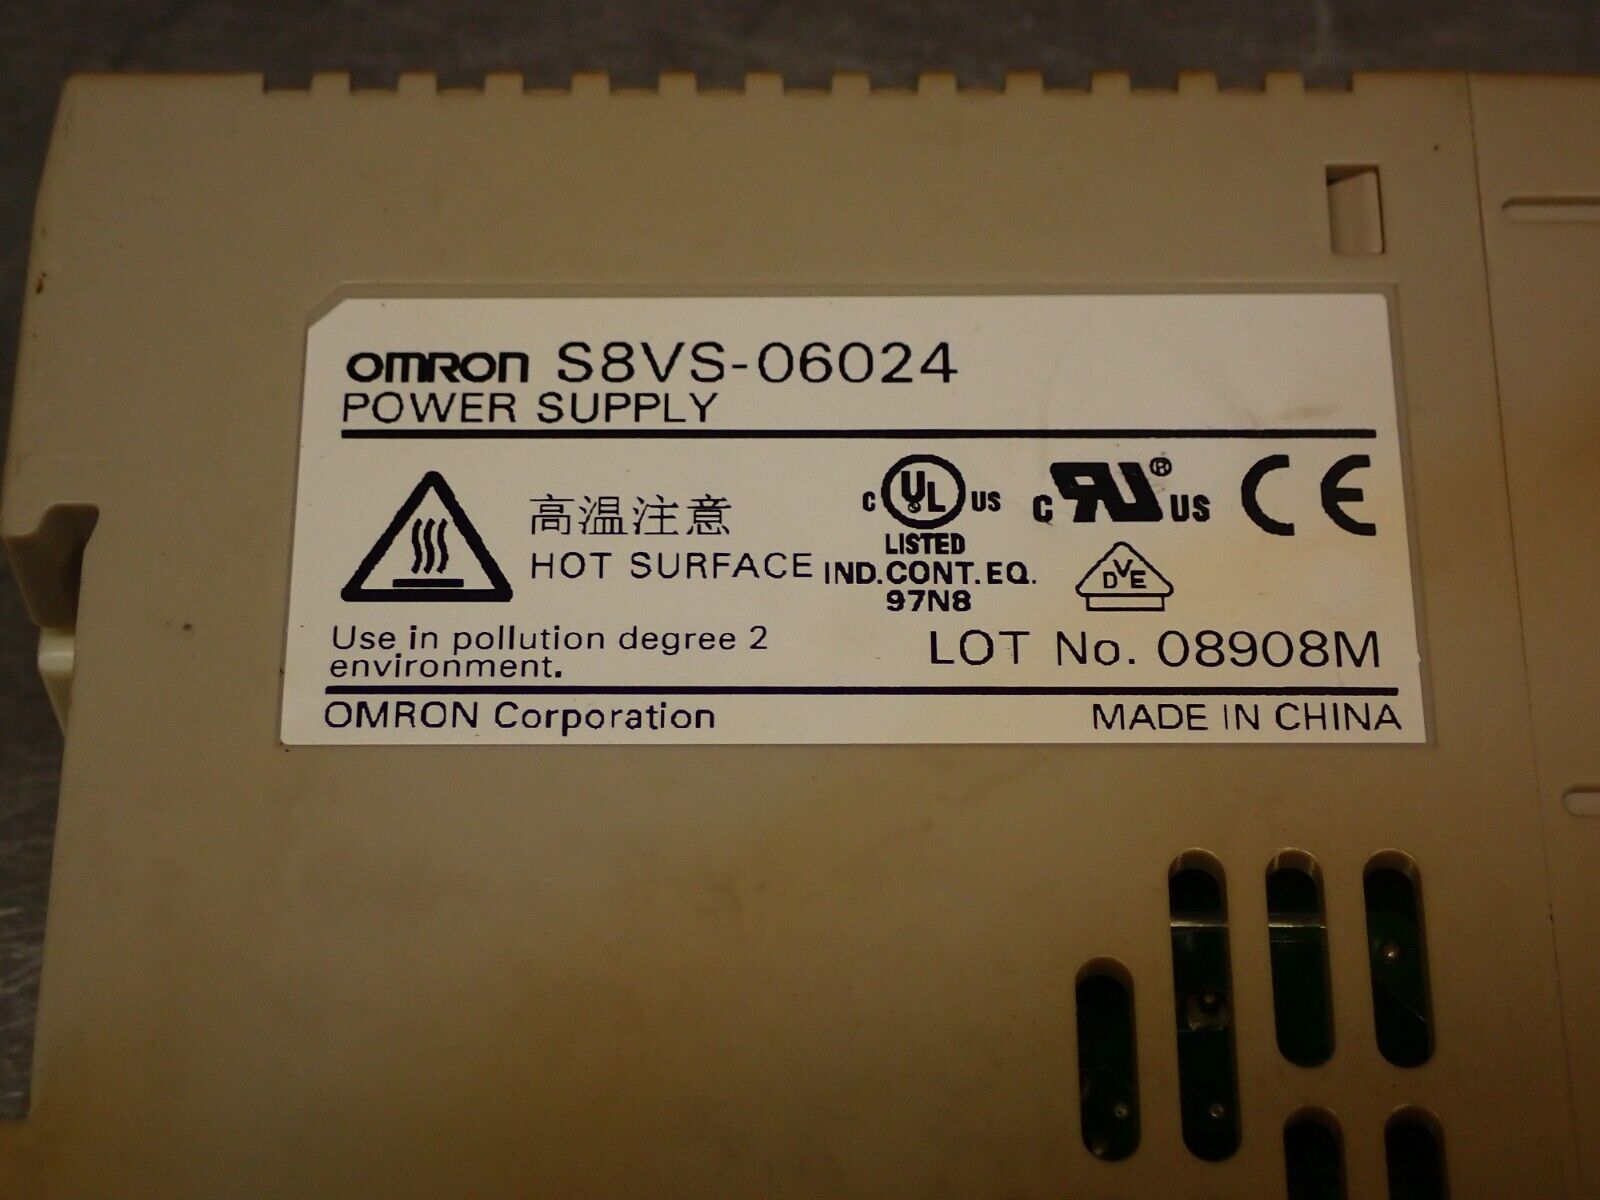 OMRON S8VS-06024
POWER SUPPLY
高温注意
HOT SURFACE
C UL US
LISTED
IND.CONT.EQ.
97N8
C RU® US
CE
DVE
Use in pollution degree 2
environment.
LOT No. 08908M
OMRON Corporation
MADE IN CHINA